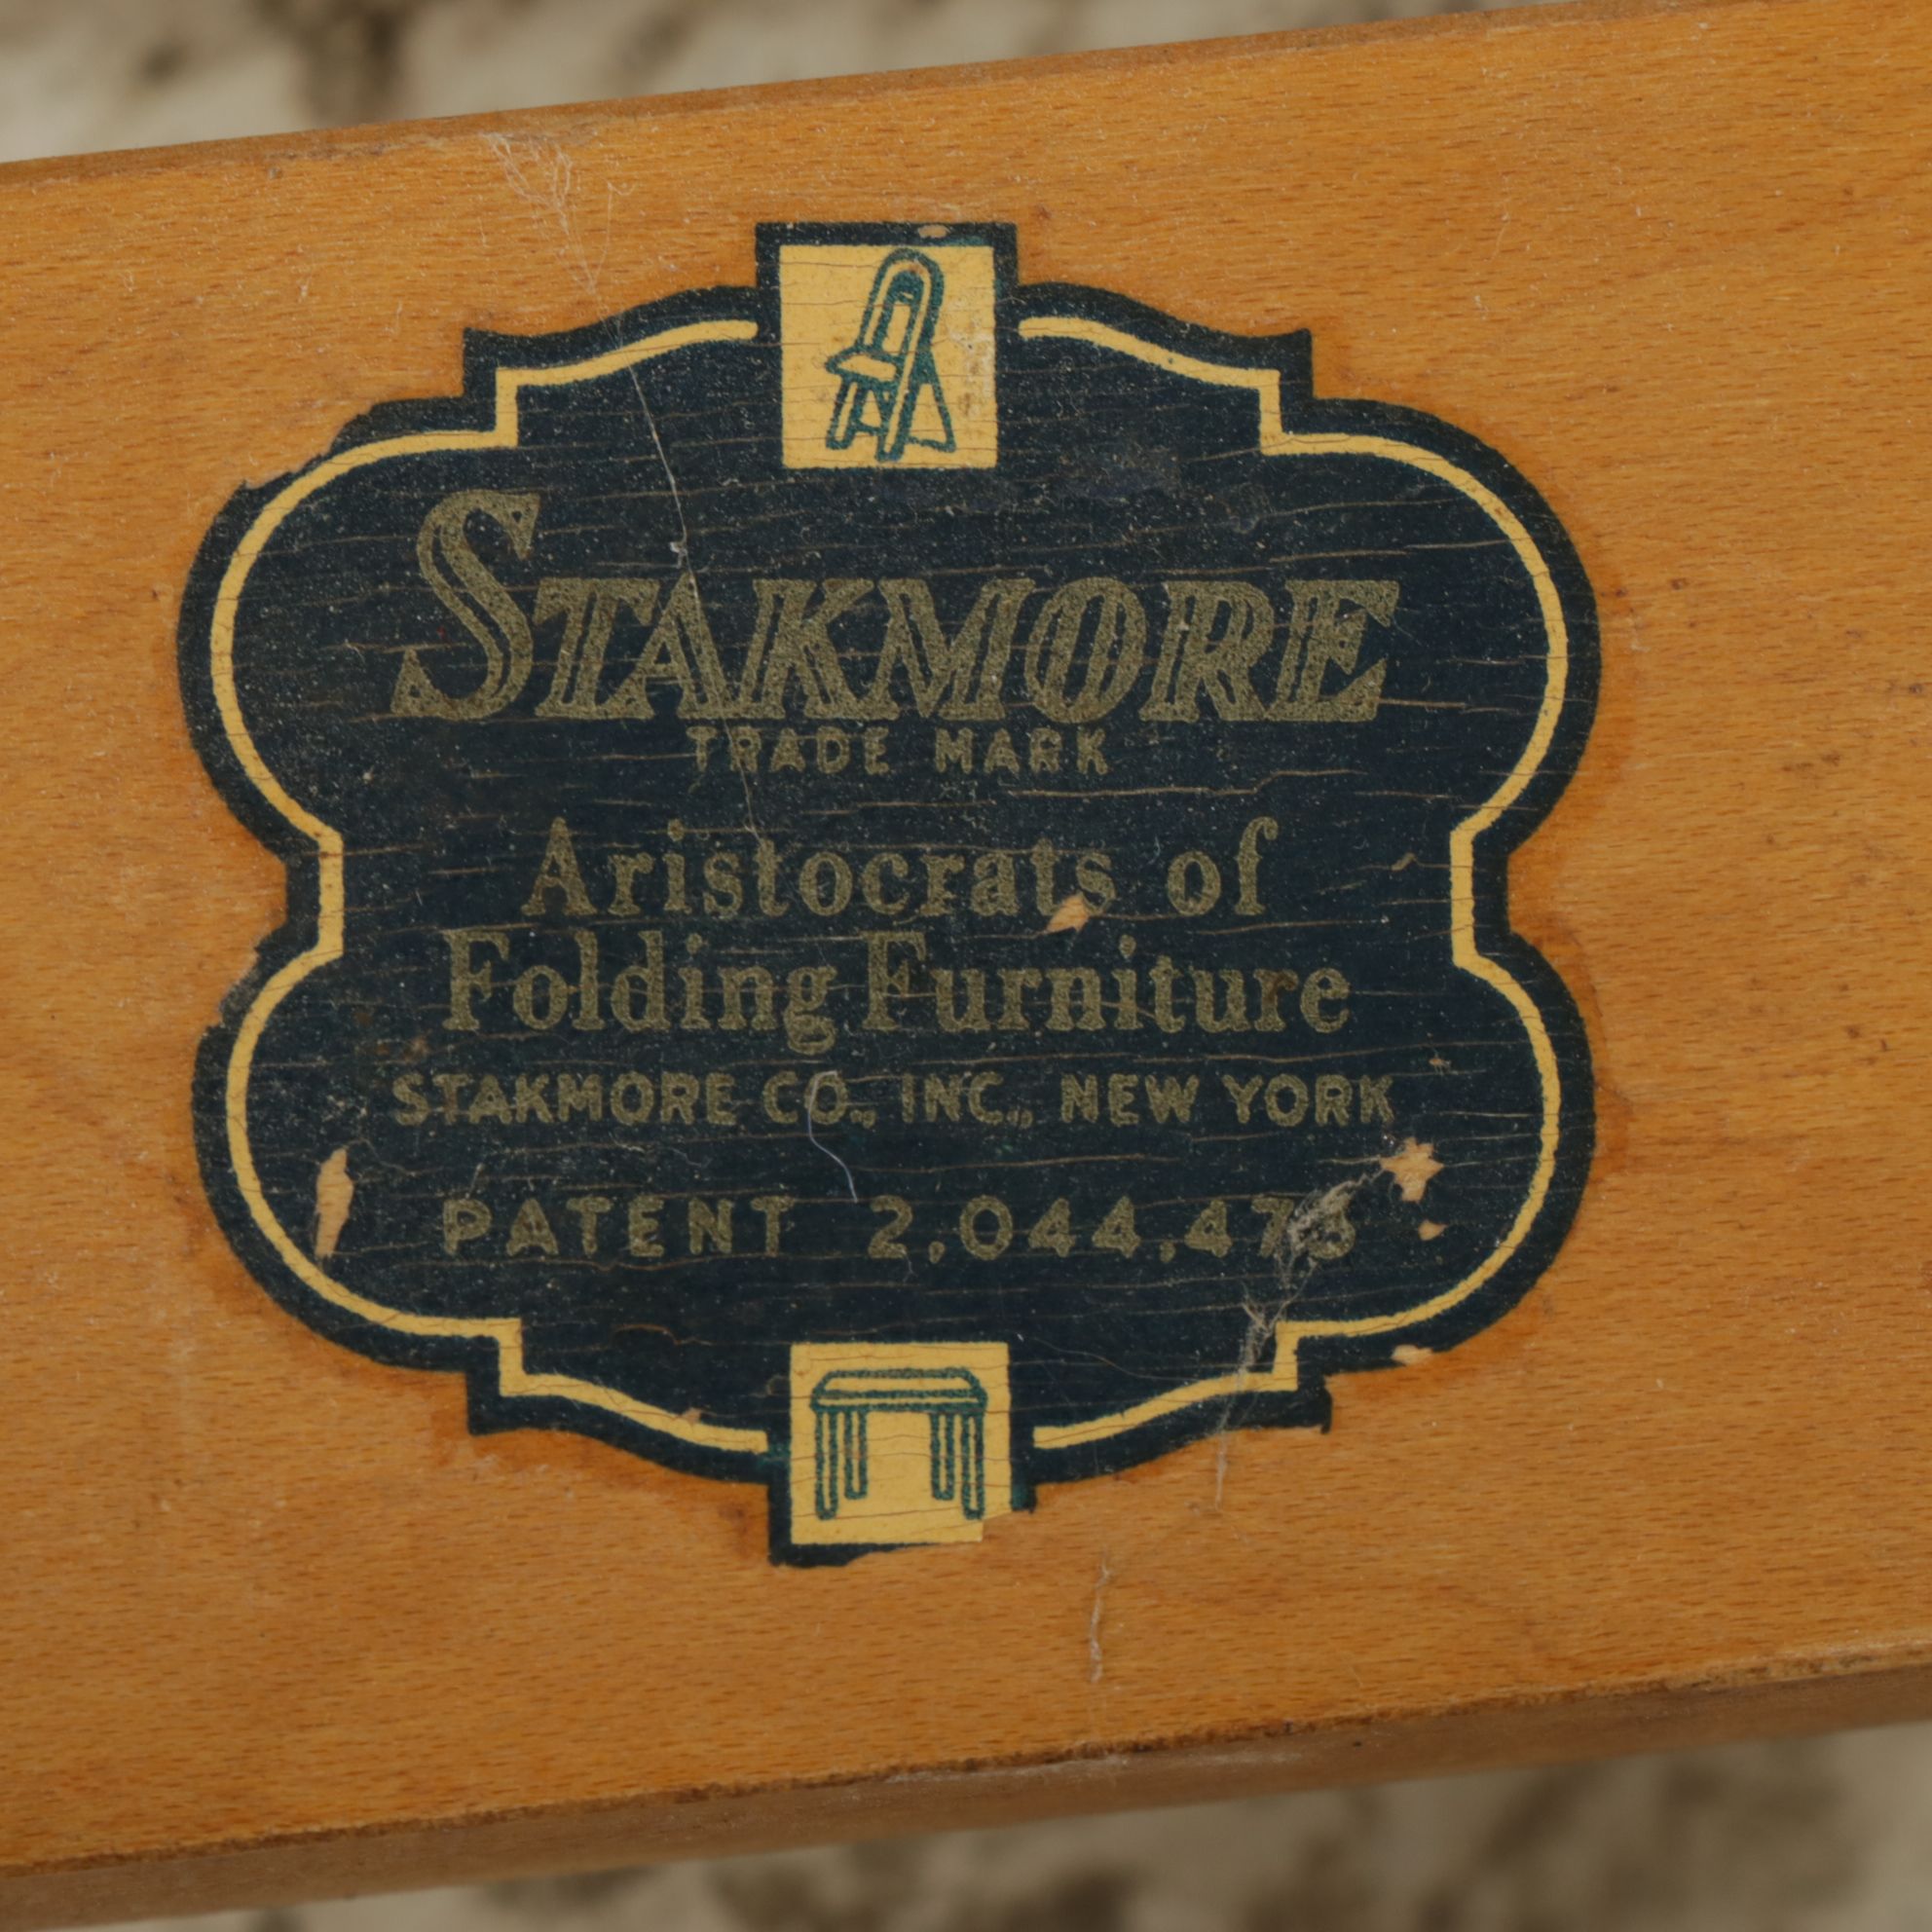 STAKMORE
TRADE MARK
Aristocrats of
Folding Furniture
STAKMORE CO., INC., NEW YORK
PATENT